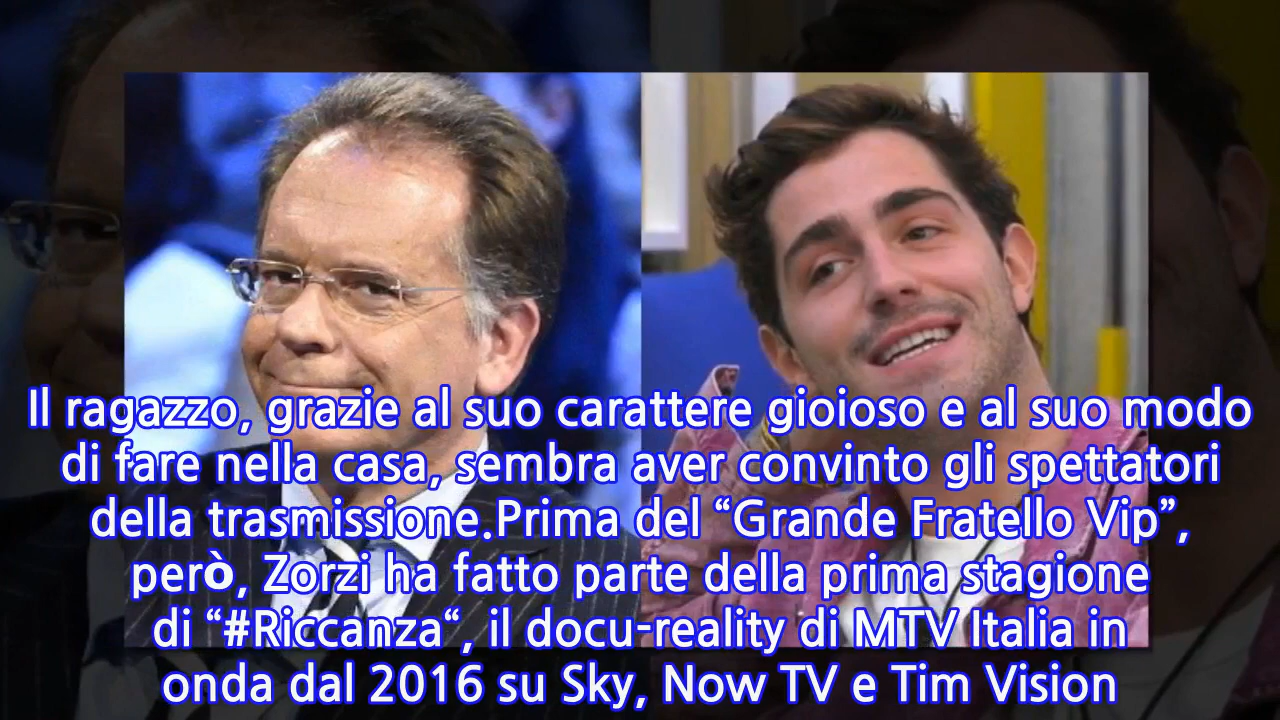 Il ragazzo, grazie al suo carattere gioioso e al suo modo
di fare nella casa, sembra aver convinto gli spettatori
della trasmissione.Prima del “Grande Fratello Vip”,
però, Zorzi ha fatto parte della prima stagione
di “#Riccanza“, il docu-reality di MTV Italia in
onda dal 2016 su Sky, Now TV e Tim Vision